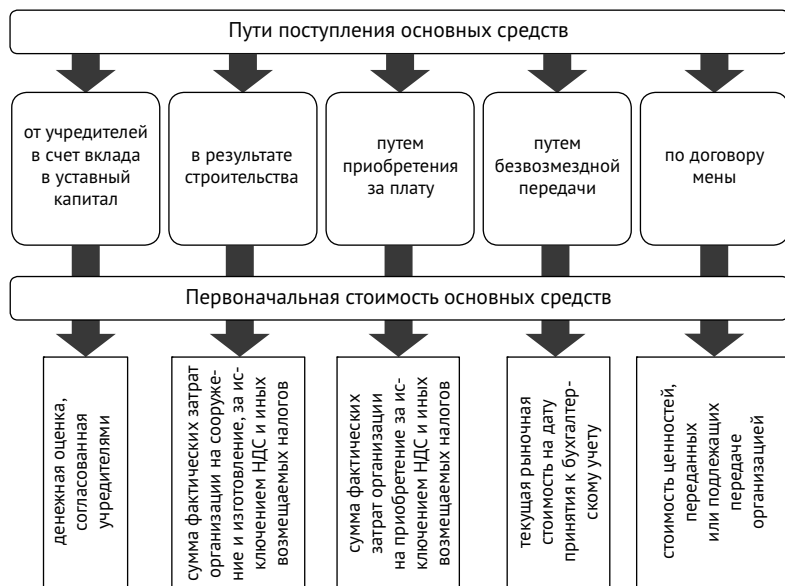 Пути поступления основных средств
от учредителей
в счет вклада
в уставный
капитал
в результате
строительства
путем
приобретения
за плату
путем
безвозмездной
передачи
по договору
мены
Первоначальная стоимость основных средств
денежная оценка,
согласованная
учредителями
сумма фактических затрат
организации на сооруже-
ние и изготовление, за ис-
ключением НДС и иных
возмещаемых налогов
сумма фактических
затрат организации
на приобретение за ис-
ключением НДС и иных
возмещаемых налогов
текущая рыночная
стоимость на дату
принятия к бухгалтер-
скому учету
стоимость ценностей,
переданных
или подлежащих
передаче
организацией